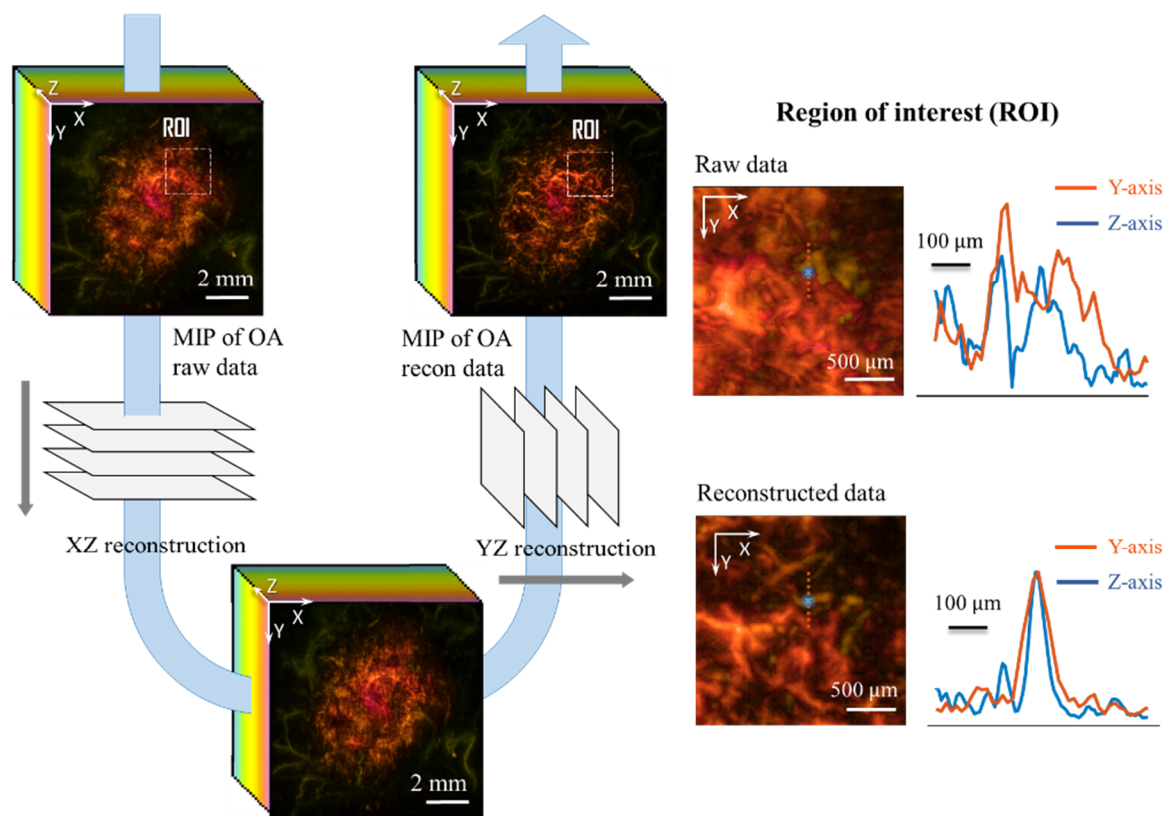 Z
X
Y
ROI
2 mm
MIP of OA
raw data
XZ reconstruction
Z
X
Y
2 mm
YZ reconstruction
Z
X
Y
ROI
2 mm
MIP of OA
recon data
Region of interest (ROI)
Raw data
X
Y
500 μm
Y-axis
Z-axis
100 μm
Reconstructed data
X
Y
500 μm
Y-axis
Z-axis
100 μm